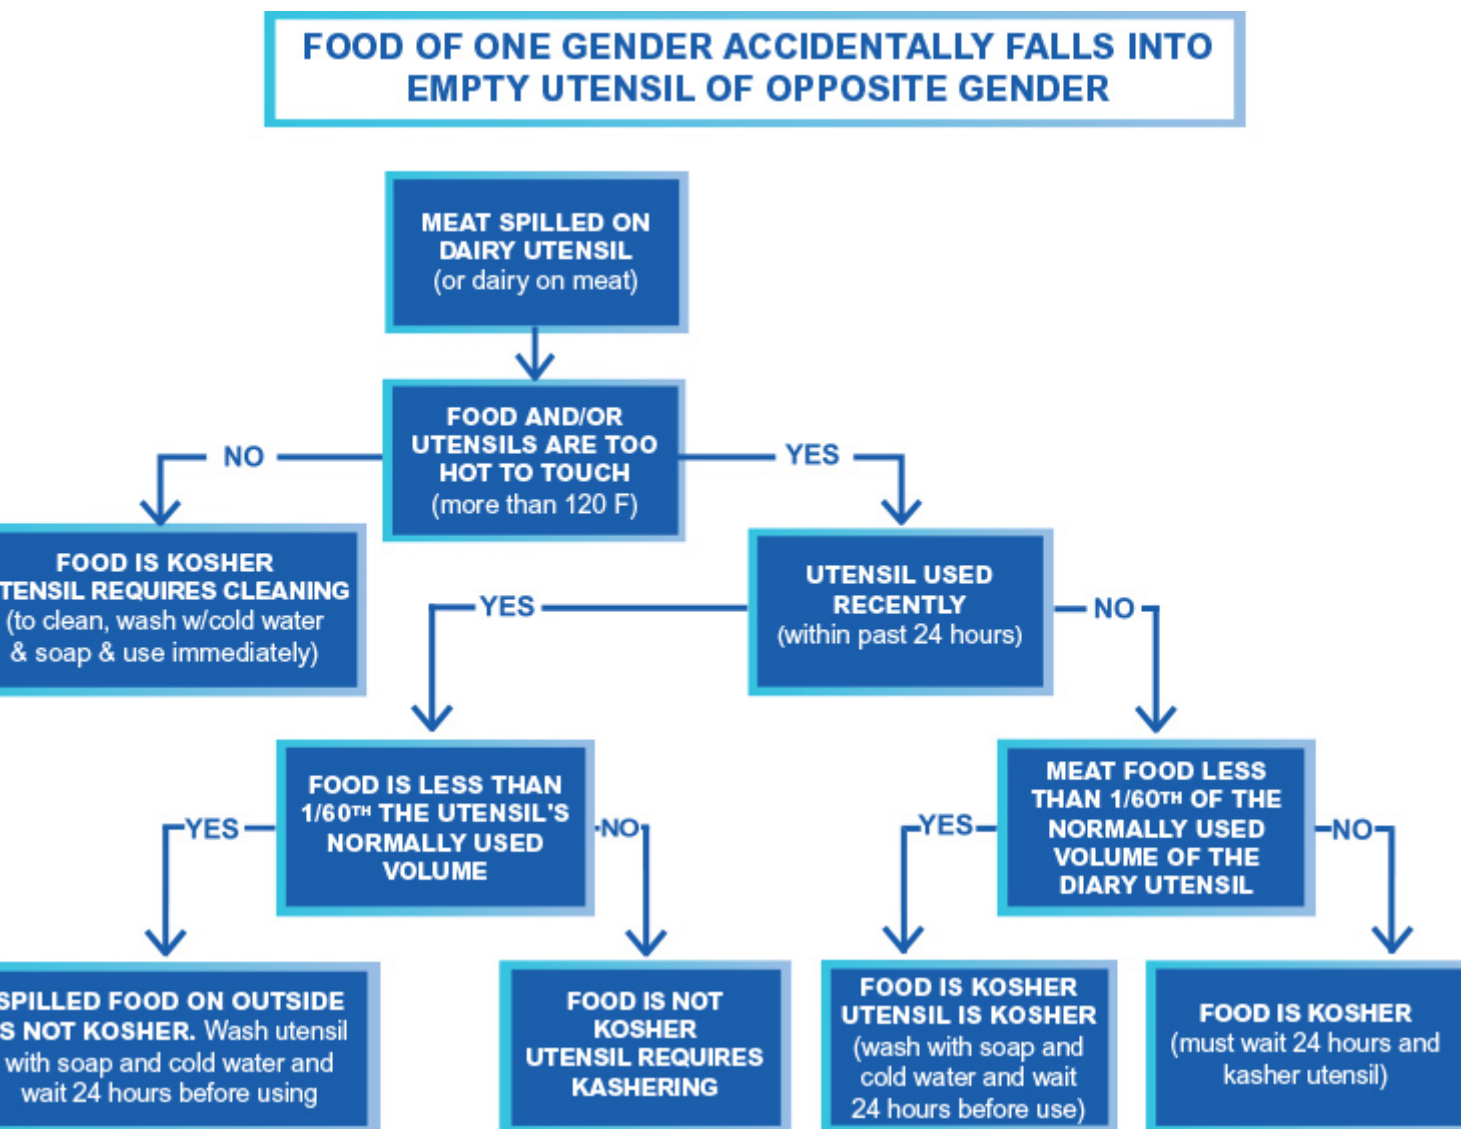 FOOD OF ONE GENDER ACCIDENTALLY FALLS INTO
EMPTY UTENSIL OF OPPOSITE GENDER
MEAT SPILLED ON
DAIRY UTENSIL
(or dairy on meat)
FOOD AND/OR
UTENSILS ARE TOO
HOT TO TOUCH
(more than 120 F)
NO
YES
FOOD IS KOSHER
TENSIL REQUIRES CLEANING
(to clean, wash w/cold water
& soap & use immediately)
UTENSIL USED
RECENTLY
(within past 24 hours)
YES
NO
FOOD IS LESS THAN
1/60TH THE UTENSIL'S
NORMALLY USED
VOLUME
YES
NO
MEAT FOOD LESS
THAN 1/60TH OF THE
NORMALLY USED
VOLUME OF THE
DIARY UTENSIL
YES
NO
SPILLED FOOD ON OUTSIDE
IS NOT KOSHER. Wash utensil
with soap and cold water and
wait 24 hours before using
FOOD IS NOT
KOSHER
UTENSIL REQUIRES
KASHERING
FOOD IS KOSHER
UTENSIL IS KOSHER
(wash with soap and
cold water and wait
24 hours before use)
FOOD IS KOSHER
(must wait 24 hours and
kasher utensil)